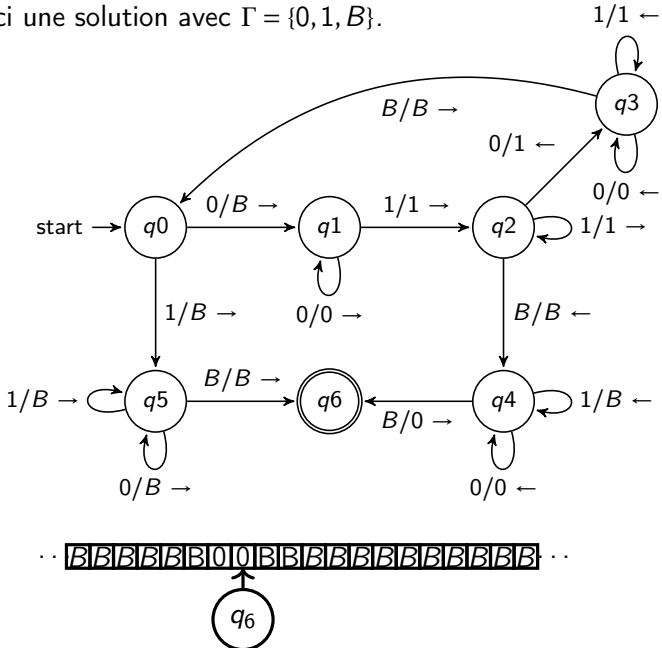 ci une solution avec Γ = {0, 1, B}.
1/1 ←
q3
B/B →
0/1 ←
0/0 ←
0/B →
1/1 →
start
q0
q1
q2
1/1 →
1/B →
0/0 →
B/B ←
1/B →
q5
B/B →
q6
B/0 →
q4
1/B ←
0/B →
0/0 ←
· · BBBBBB00BBBBBBBBBBBB · · ·
q₆